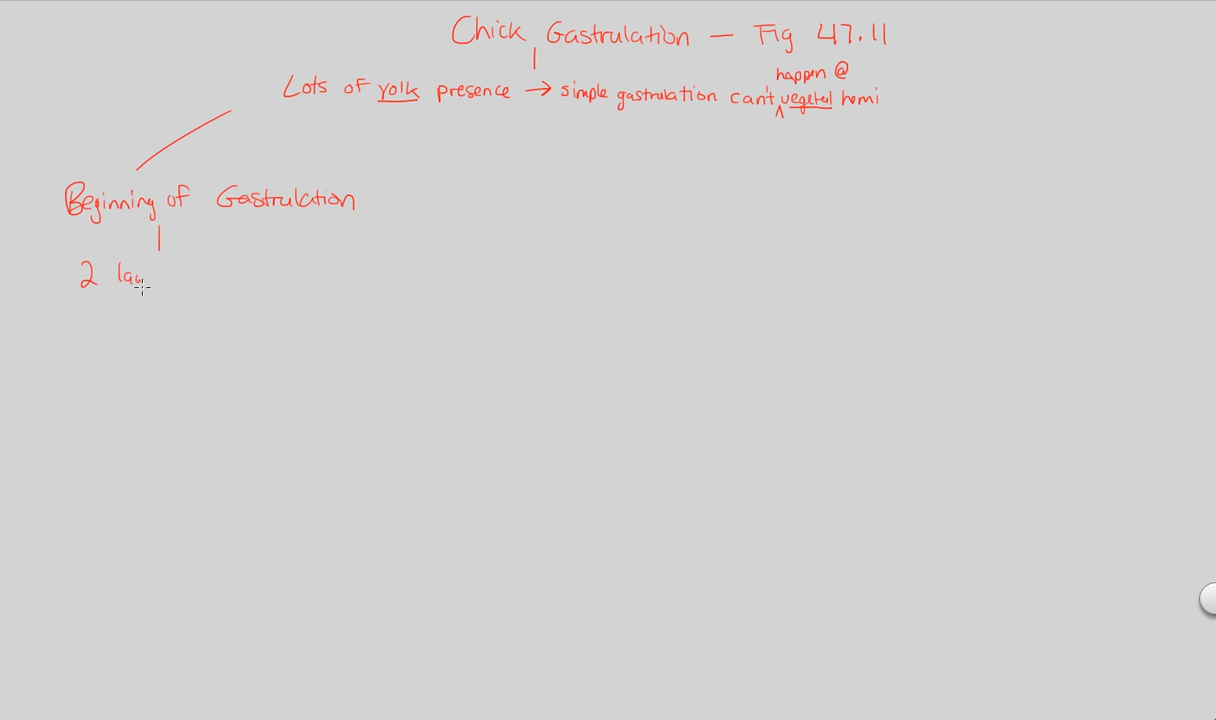 Chick Gastrulation — Fig 47.11
happen @
Lots of yolk presence → simple gastrulation can't ^ vegetal hemi
Beginning of Gastrulation
2